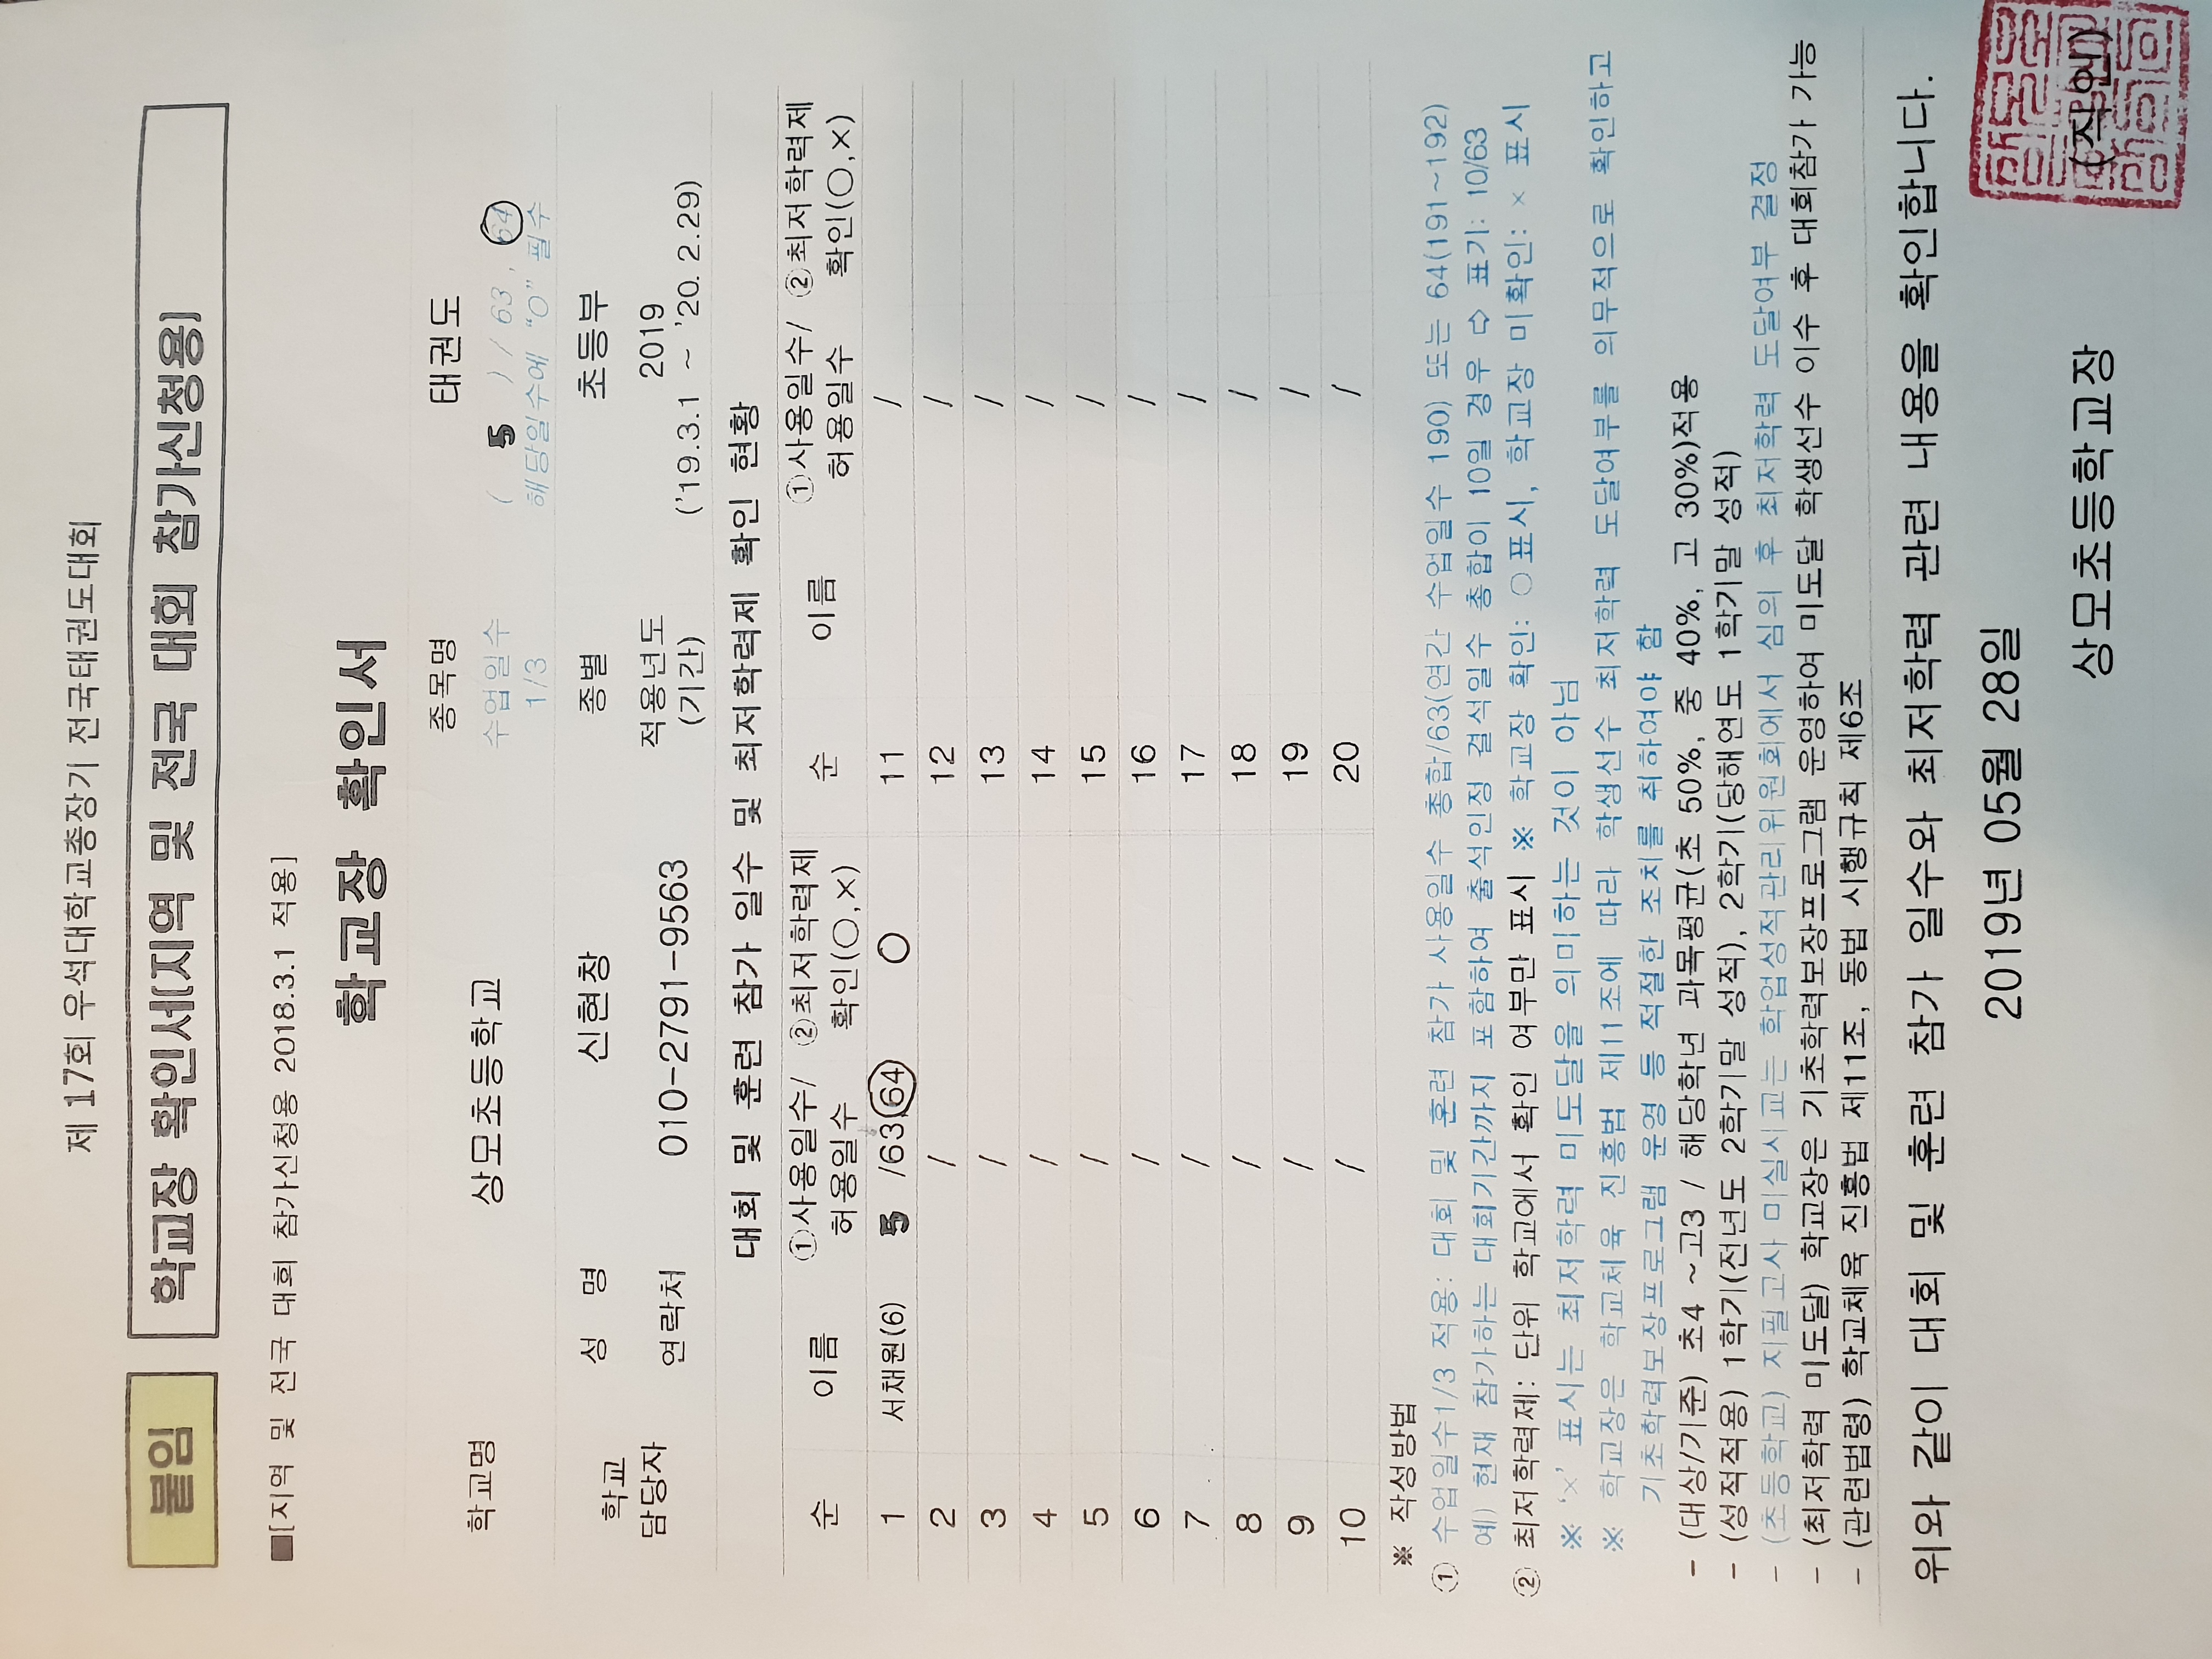 제 17회 우석대학교총장기 전국태권도대회
붙임 학교장 확인서(지역 및 전국 대회 참가신청용)
■[지역 및 전국 대회 참가신청용 2018.3.1 적용]
학교장 확인서
학교명 상모초등학교 종목명 태권도
수업일수 1/3 ( 5 ) / 63, 64
해당일수에 "O" 필수
학교 담당자 성 명 신현창 종별 초등부
연락처 010-2791-9563 적용년도 (기간) 2019
('19.3.1 ~ '20. 2.29)
대회 및 훈련 참가 일수 및 최저학력제 확인 현황
순 이름 ①사용일수/허용일수 ②최저학력제 확인(○,×) 순 이름 ①사용일수/허용일수 ②최저학력제 확인(○,×)
1 서채원(6) 5 /63(64) ○ 11 /
2 / 12 /
3 / 13 /
4 / 14 /
5 / 15 /
6 / 16 /
7 / 17 /
8 / 18 /
9 / 19 /
10 / 20 /
※ 작성방법
① 수업일수1/3 적용: 대회 및 훈련 참가 사용일수 총합/63(연간 수업일수 190) 또는 64(191~192)
예) 현재 참가하는 대회기간까지 포함하여 출석인정 결석일수 총합이 10일 경우 ⇨ 표기: 10/63
② 최저학력제: 단위 학교에서 확인 여부만 표시 ※ 학교장 확인: ○표시, 학교장 미확인: × 표시
※ '×' 표시는 최저학력 미도달을 의미하는 것이 아님
※ 학교장은 학교체육 진흥법 제11조에 따라 학생선수 최저학력 도달여부를 의무적으로 확인하고
기초학력보장프로그램 운영 등 적절한 조치를 취하여야 함
- (대상/기준) 초4 ~고3 / 해당학년 과목평균(초 50%, 중 40%, 고 30%)적용
- (성적적용) 1학기(전년도 2학기말 성적), 2학기(당해연도 1학기말 성적)
- (초등학교) 지필고사 미실시교는 학업성적관리위원회에서 심의 후 최저학력 도달여부 결정
- (최저학력 미도달) 학교장은 기초학력보장프로그램 운영하여 미도달 학생선수 이수 후 대회참가 가능
- (관련법령) 학교체육 진흥법 제11조, 동법 시행규칙 제6조
위와 같이 대회 및 훈련 참가 일수와 최저학력 관련 내용을 확인합니다.
2019년 05월 28일
상모초등학교장 (직인)